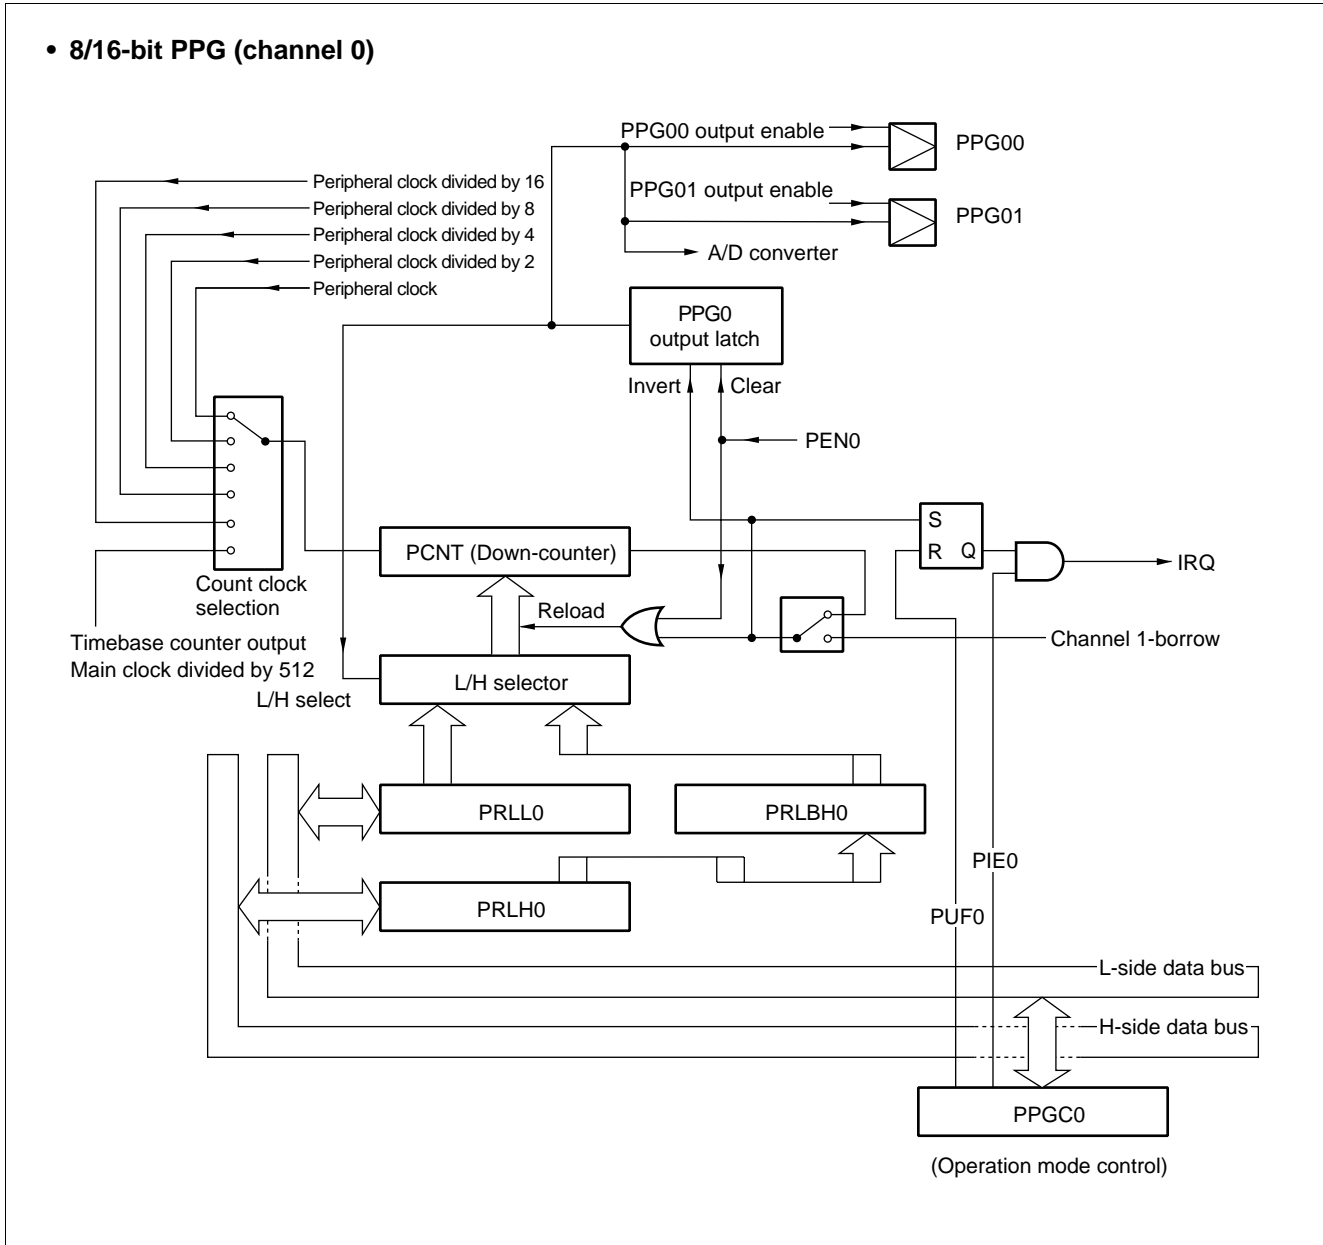 • 8/16-bit PPG (channel 0)
PPG00 output enable
PPG00
Peripheral clock divided by 16
Peripheral clock divided by 8
Peripheral clock divided by 4
Peripheral clock divided by 2
Peripheral clock
PPG01 output enable
PPG01
A/D converter
PPG0
output latch
Invert
Clear
PEN0
S
R Q
IRQ
PCNT (Down-counter)
Count clock
selection
Reload
Channel 1-borrow
Timebase counter output
Main clock divided by 512
L/H select
L/H selector
PRLL0
PRLBH0
PIE0
PRLH0
PUF0
L-side data bus
H-side data bus
PPGC0
(Operation mode control)